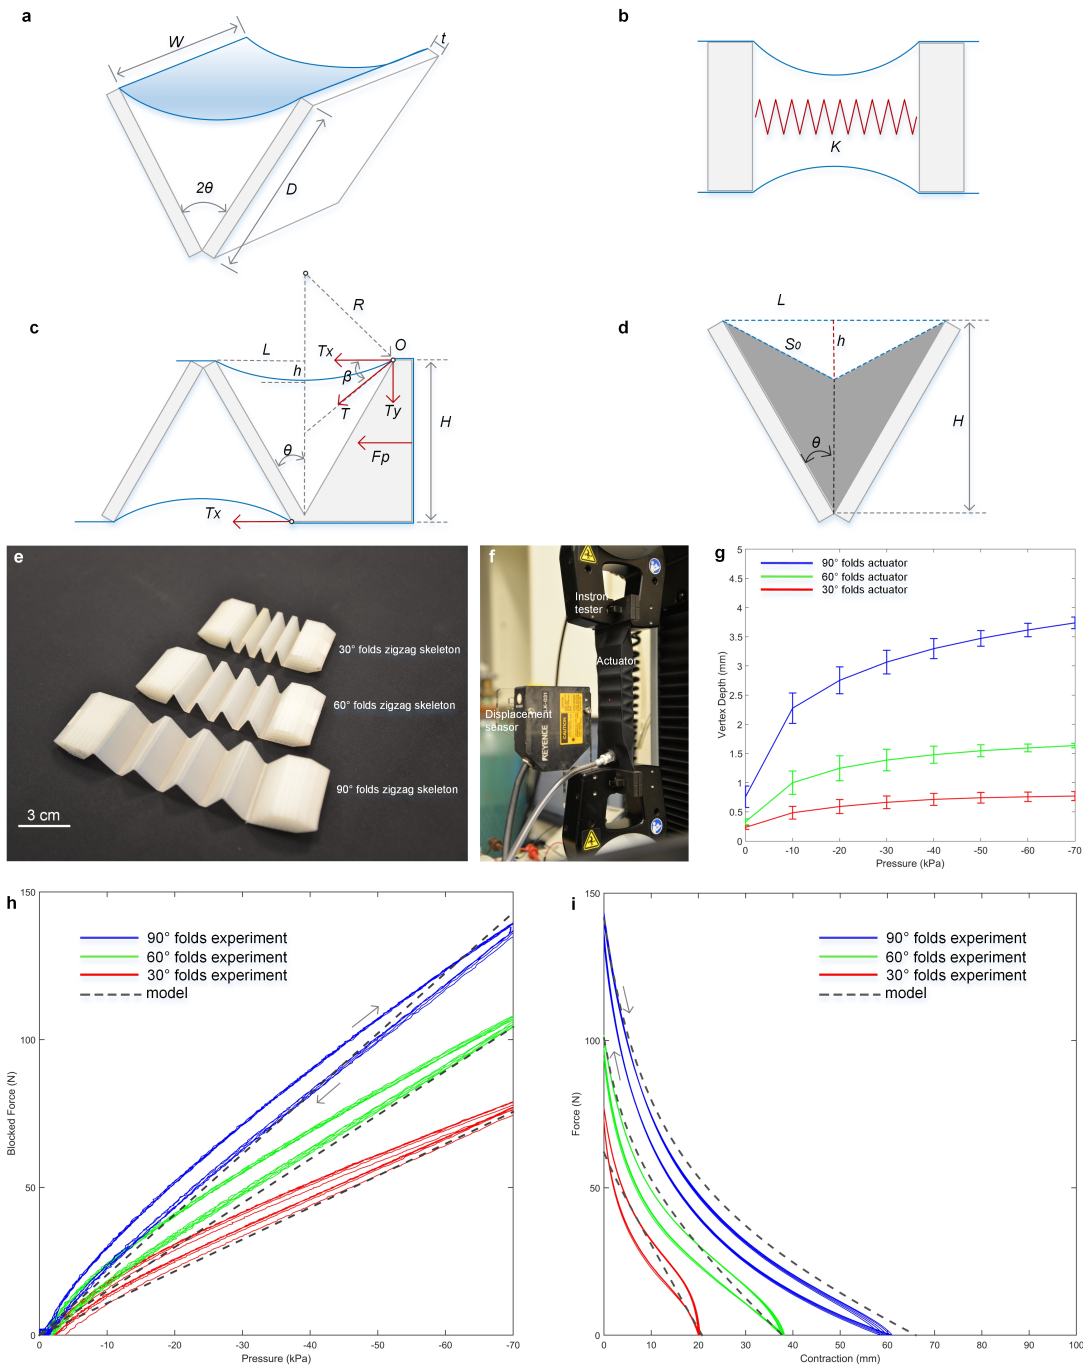 a
W
t
2θ
D
b
K
c
R
O
L
Tx
h
β
T
Ty
H
θ
Fp
Tx
d
L
S₀
h
H
θ
e
30° folds zigzag skeleton
60° folds zigzag skeleton
90° folds zigzag skeleton
3 cm
f
Instron
tester
Actuator
Displacement
sensor
KEYENCE
CAUTION
g
90° folds actuator
60° folds actuator
30° folds actuator
5
4.5
4
3.5
3
2.5
2
1.5
1
0.5
0
Vertex Depth (mm)
-0 -10 -20 -30 -40 -50 -60 -70
Pressure (kPa)
h
150
100
50
0
Blocked Force (N)
90° folds experiment
60° folds experiment
30° folds experiment
model
-0 -10 -20 -30 -40 -50 -60 -70
Pressure (kPa)
i
150
100
50
0
Force (N)
90° folds experiment
60° folds experiment
30° folds experiment
model
0 10 20 30 40 50 60 70 80 90 100
Contraction (mm)